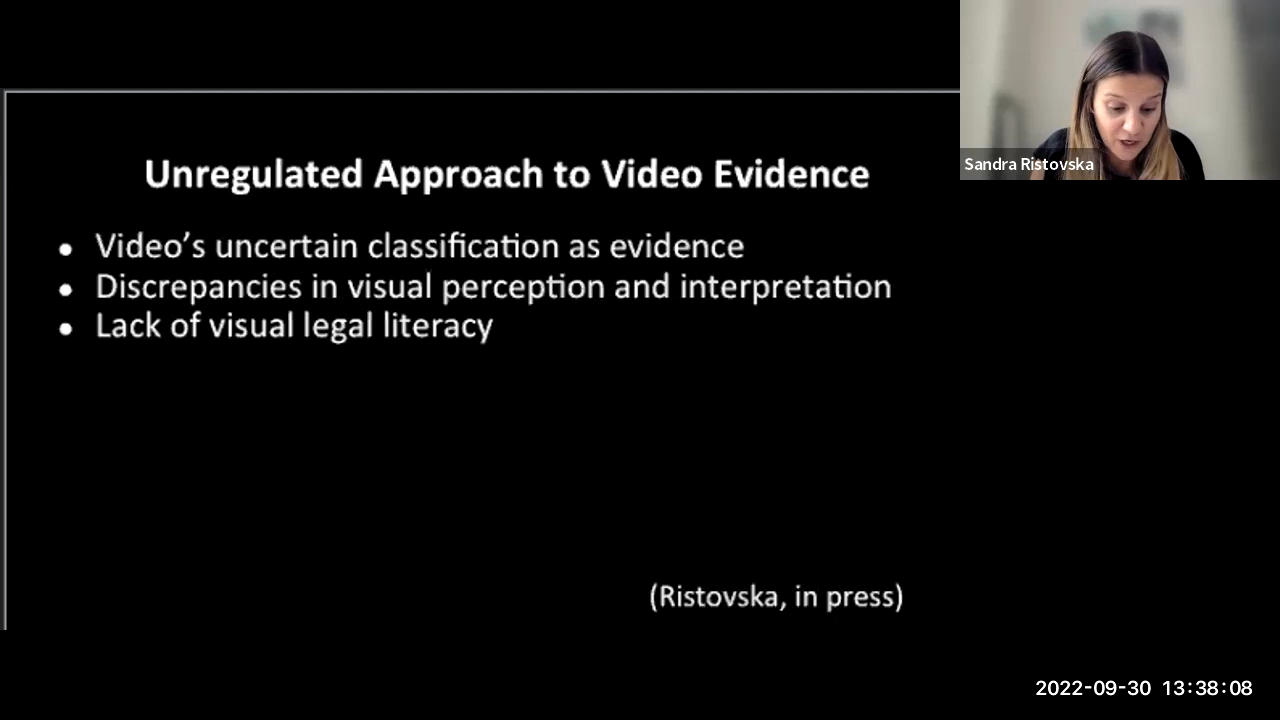 Sandra Ristovska
Unregulated Approach to Video Evidence
• Video’s uncertain classification as evidence
• Discrepancies in visual perception and interpretation
• Lack of visual legal literacy
(Ristovska, in press)
2022-09-30 13:38:08